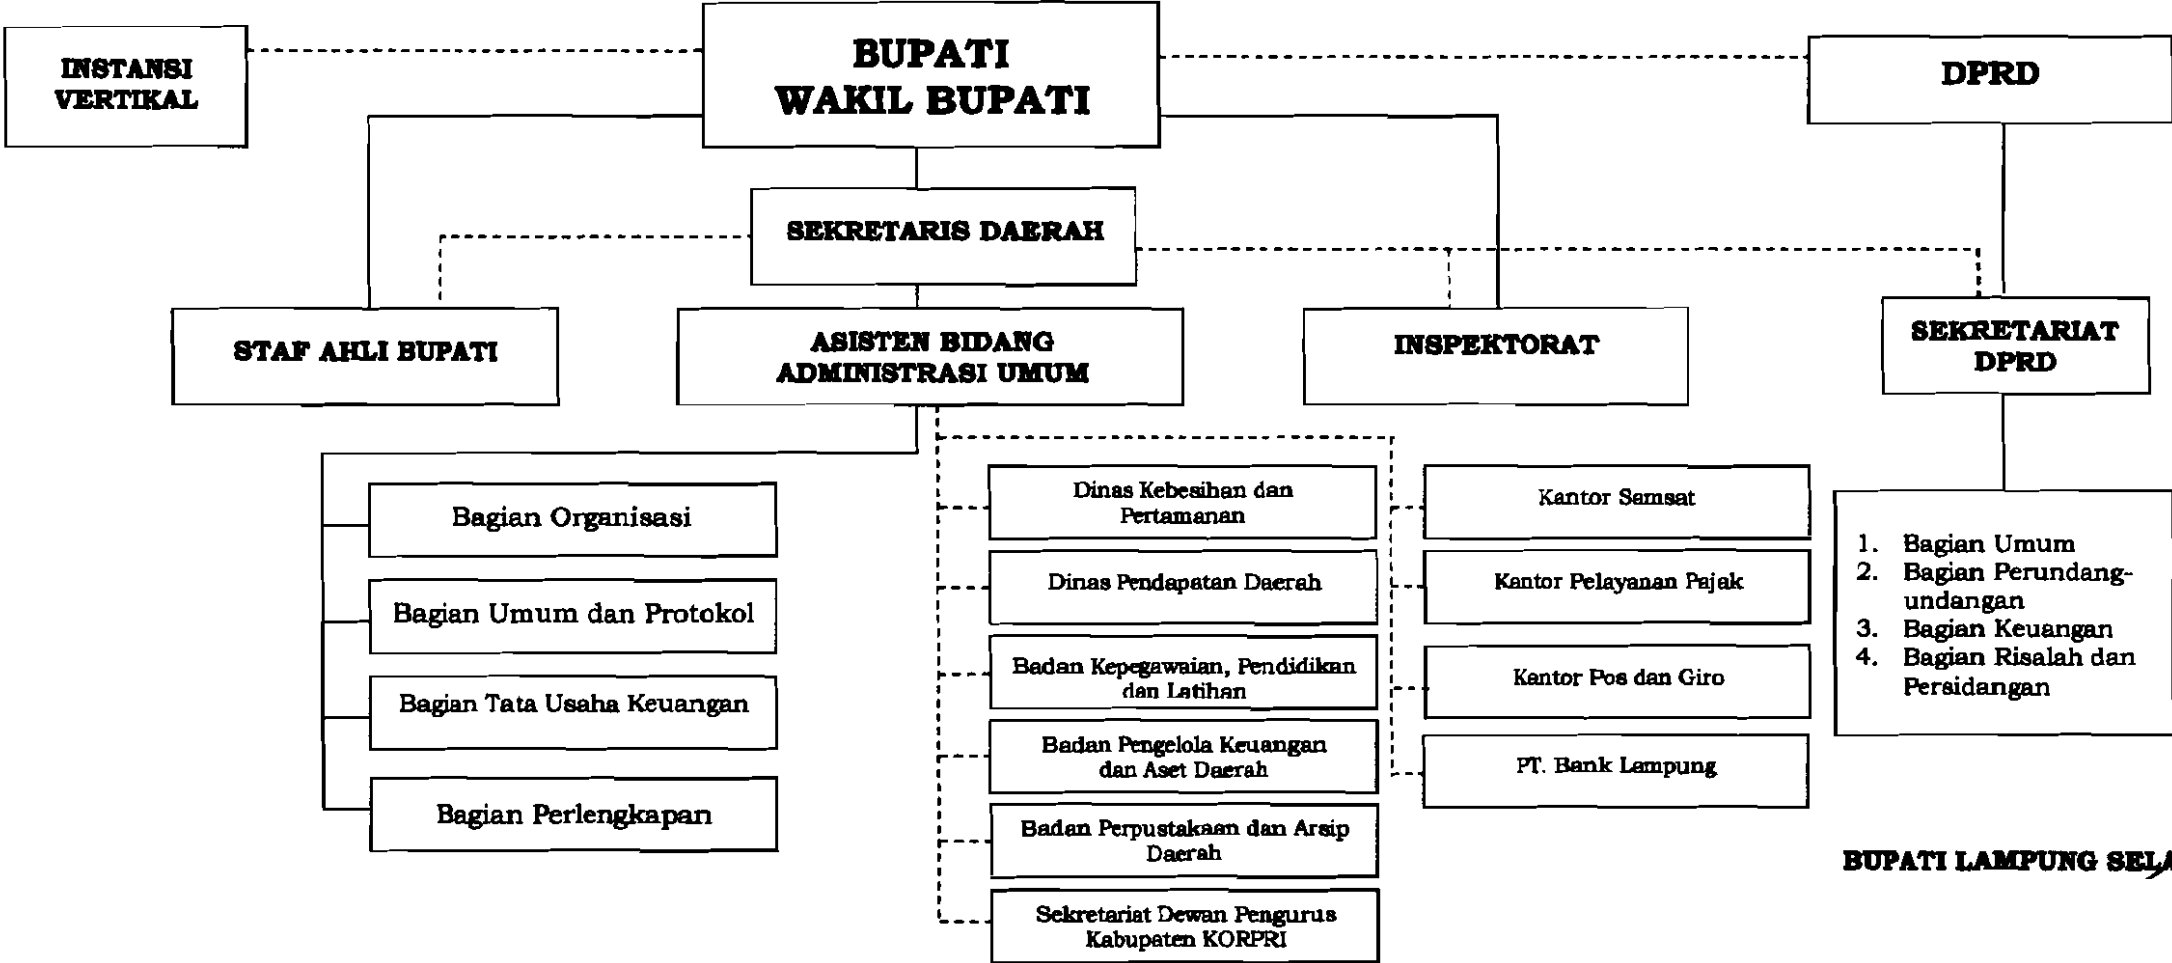 INSTANSI
VERTIKAL
BUPATI
WAKIL BUPATI
DPRD
SEKRETARIS DAERAH
STAF AHLI BUPATI
ASISTEN BIDANG
ADMINISTRASI UMUM
INSPEKTORAT
SEKRETARIAT
DPRD
Bagian Organisasi
Bagian Umum dan Protokol
Bagian Tata Usaha Keuangan
Bagian Perlengkapan
Dinas Kebesihan dan
Pertamanan
Dinas Pendapatan Daerah
Badan Kepegawaian, Pendidikan
dan Latihan
Badan Pengelola Keuangan
dan Aset Daerah
Badan Perpustakaan dan Arsip
Daerah
Sekretariat Dewan Pengurus
Kabupaten KORPRI
Kantor Samsat
Kantor Pelayanan Pajak
Kantor Pos dan Giro
PT. Bank Lampung
1. Bagian Umum
2. Bagian Perundang-
undangan
3. Bagian Keuangan
4. Bagian Risalah dan
Persidangan
BUPATI LAMPUNG SELA